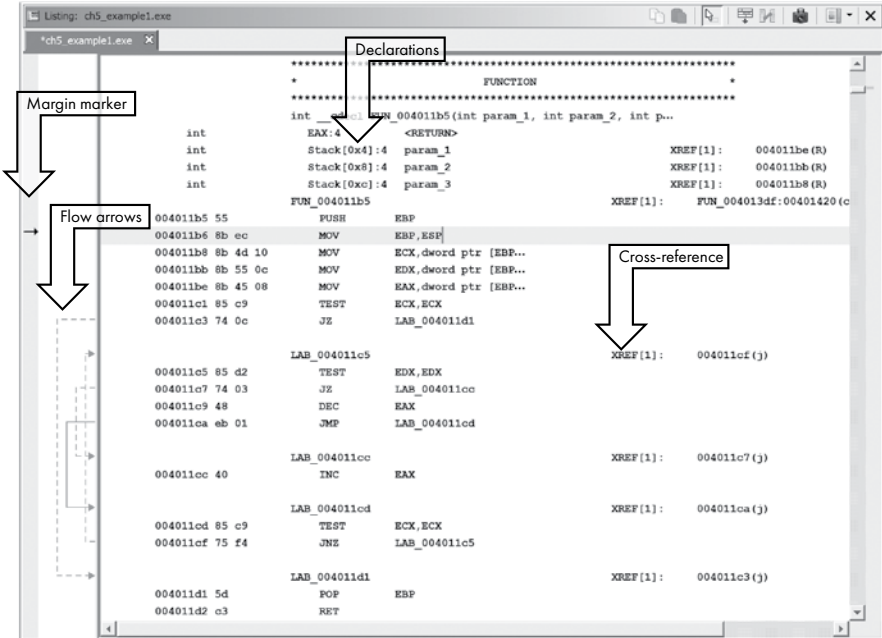 Listing: ch5_example1.exe
*ch5_example1.exe X
Declarations
Margin marker
Flow arrows
Cross-reference
*************************************************************
* FUNCTION *
*************************************************************
int __cdecl FUN_004011b5(int param_1, int param_2, int p...
int EAX:4 <RETURN>
int Stack[0x4]:4 param_1 XREF[1]: 004011be(R)
int Stack[0x8]:4 param_2 XREF[1]: 004011bb(R)
int Stack[0xc]:4 param_3 XREF[1]: 004011b8(R)
FUN_004011b5 XREF[1]: FUN_004013df:00401420(c
004011b5 55 PUSH EBP
004011b6 8b ec MOV EBP,ESP
004011b8 8b 4d 10 MOV ECX,dword ptr [EBP...
004011bb 8b 55 0c MOV EDX,dword ptr [EBP...
004011be 8b 45 08 MOV EAX,dword ptr [EBP...
004011c1 85 c9 TEST ECX,ECX
004011c3 74 0c JZ LAB_004011d1
LAB_004011c5 XREF[1]: 004011cf(j)
004011c5 85 d2 TEST EDX,EDX
004011c7 74 03 JZ LAB_004011cc
004011c9 48 DEC EAX
004011ca eb 01 JMP LAB_004011cd
LAB_004011cc XREF[1]: 004011c7(j)
004011cc 40 INC EAX
LAB_004011cd XREF[1]: 004011ca(j)
004011cd 85 c9 TEST ECX,ECX
004011cf 75 f4 JNZ LAB_004011c5
LAB_004011d1 XREF[1]: 004011c3(j)
004011d1 5d POP EBP
004011d2 c3 RET